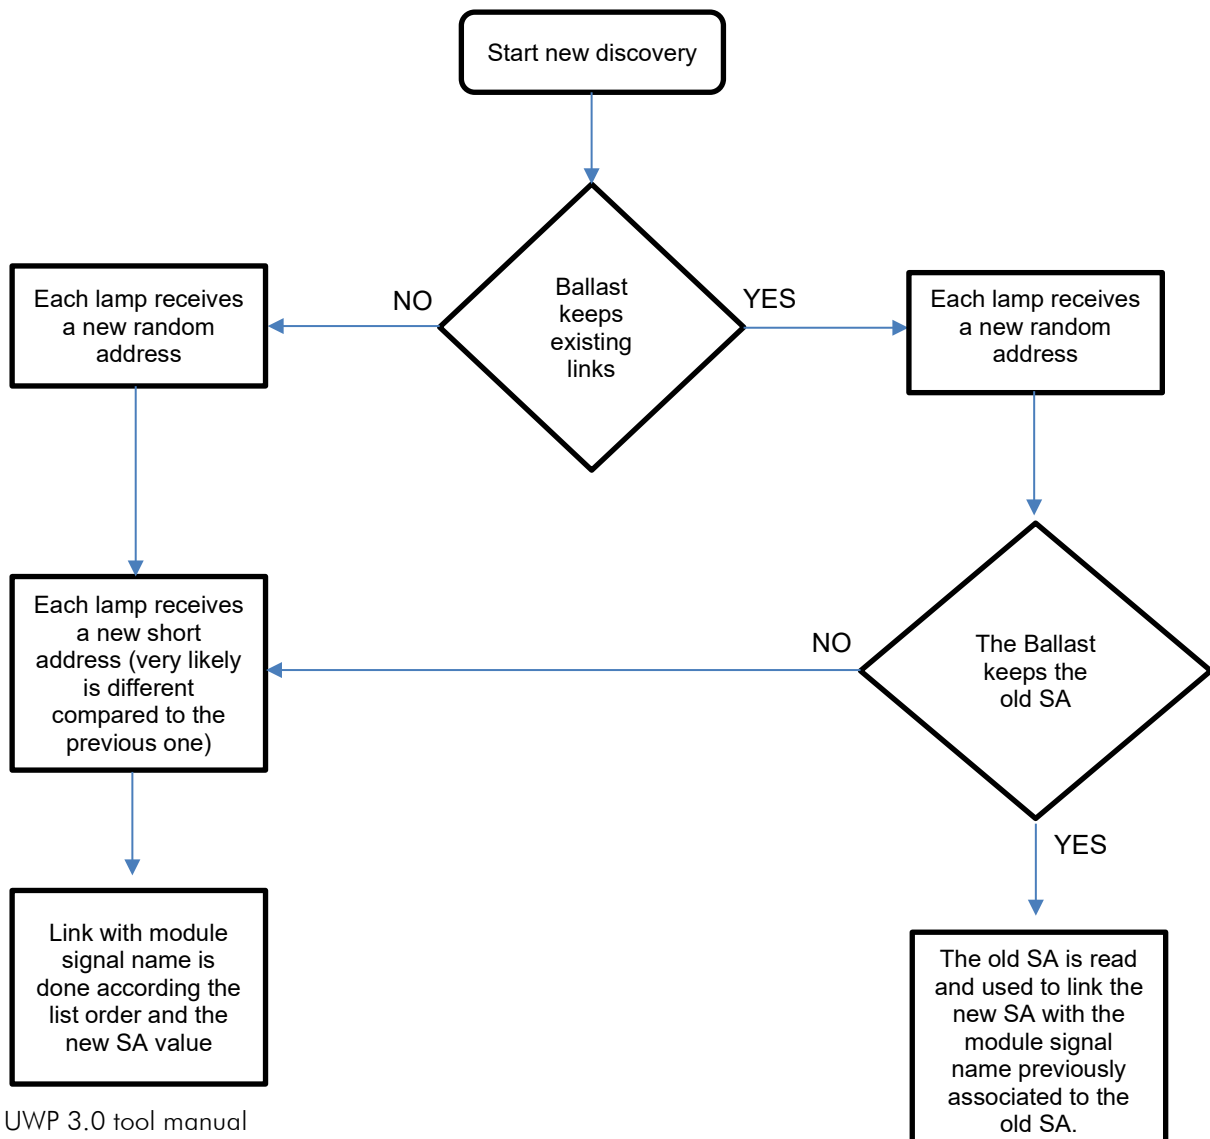 Start new discovery
Ballast
keeps
existing
links
NO
YES
Each lamp receives
a new random
address
Each lamp receives
a new random
address
Each lamp receives
a new short
address (very likely
is different
compared to the
previous one)
NO
The Ballast
keeps the
old SA
YES
Link with module
signal name is
done according the
list order and the
new SA value
The old SA is read
and used to link the
new SA with the
module signal
name previously
associated to the
old SA.
UWP 3.0 tool manual